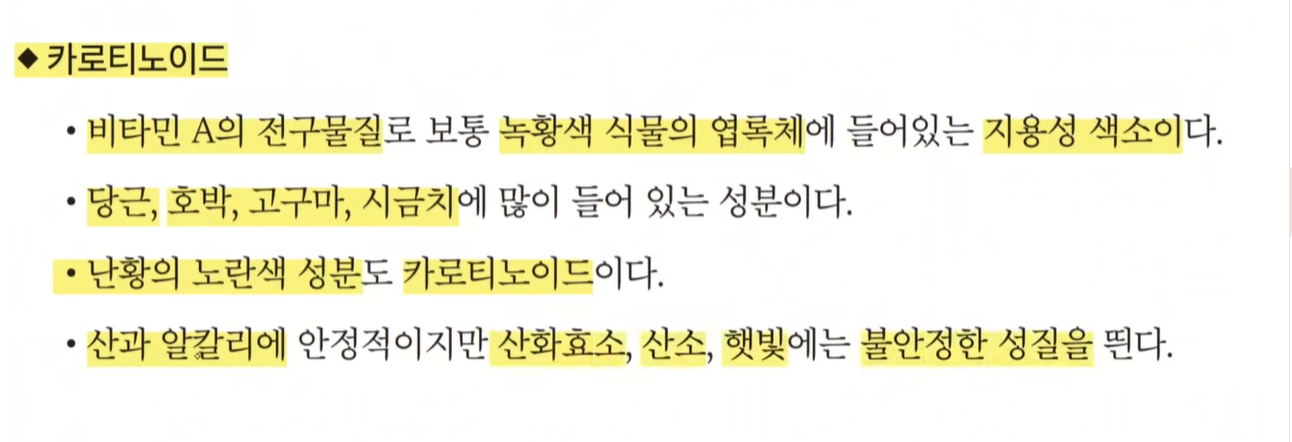 ◆ 카로티노이드
• 비타민 A의 전구물질로 보통 녹황색 식물의 엽록체에 들어있는 지용성 색소이다.
• 당근, 호박, 고구마, 시금치에 많이 들어 있는 성분이다.
• 난황의 노란색 성분도 카로티노이드이다.
• 산과 알칼리에 안정적이지만 산화효소, 산소, 햇빛에는 불안정한 성질을 띈다.